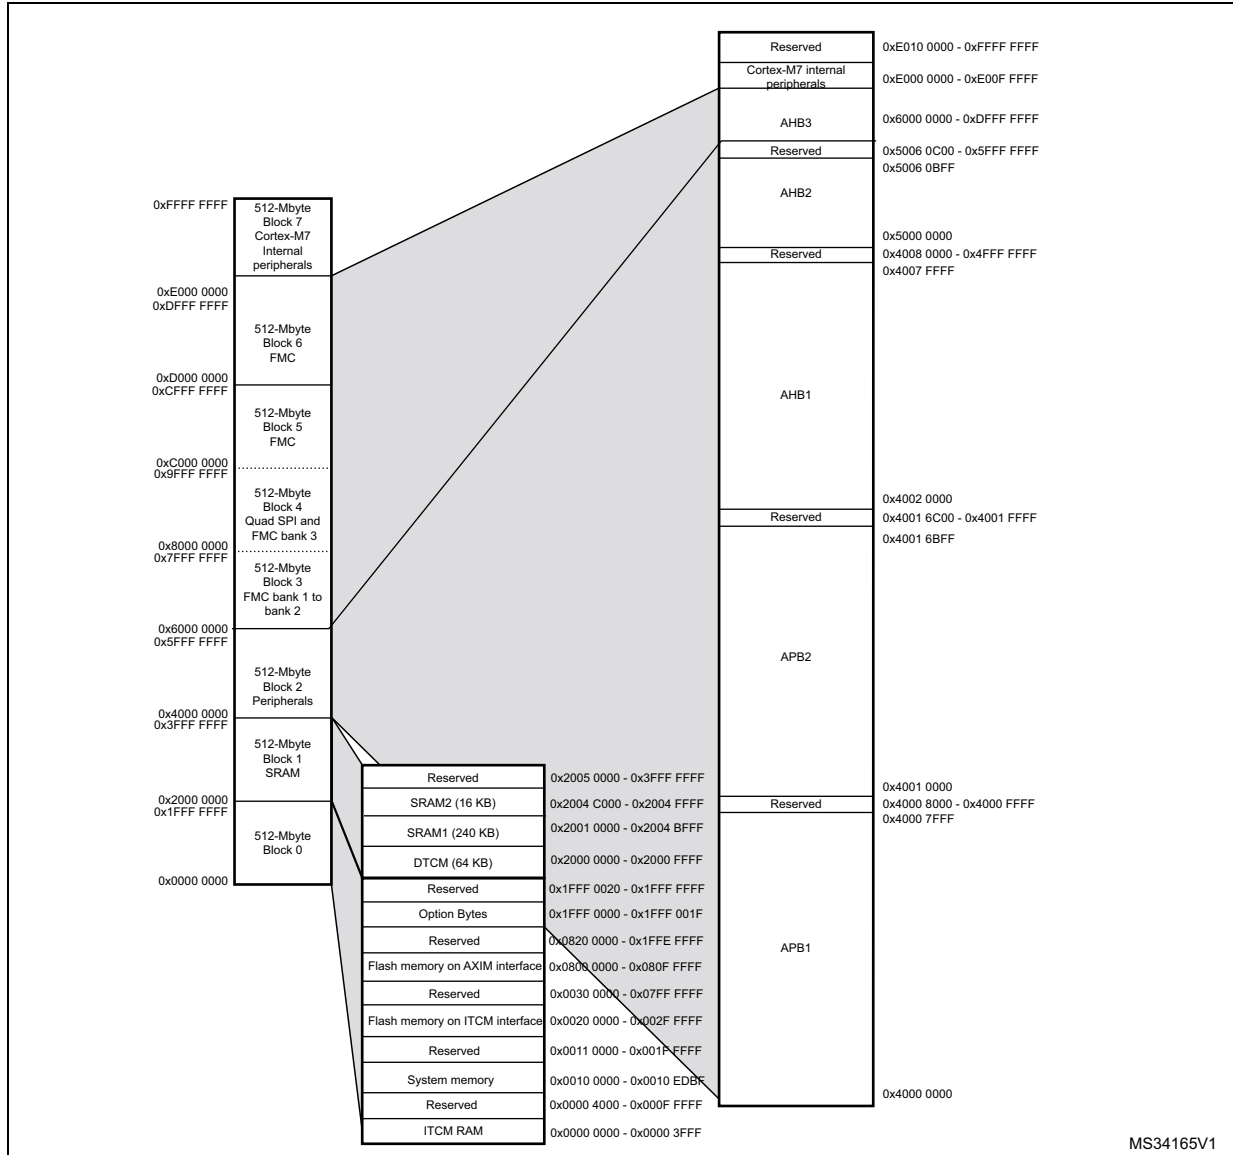 0xFFFF FFFF
512-Mbyte
Block 7
Cortex-M7
Internal
peripherals
0xE000 0000
0xDFFF FFFF
512-Mbyte
Block 6
FMC
0xD000 0000
0xCFFF FFFF
512-Mbyte
Block 5
FMC
0xC000 0000
0x9FFF FFFF
512-Mbyte
Block 4
Quad SPI and
FMC bank 3
0x8000 0000
0x7FFF FFFF
512-Mbyte
Block 3
FMC bank 1 to
bank 2
0x6000 0000
0x5FFF FFFF
512-Mbyte
Block 2
Peripherals
0x4000 0000
0x3FFF FFFF
512-Mbyte
Block 1
SRAM
0x2000 0000
0x1FFF FFFF
512-Mbyte
Block 0
0x0000 0000
Reserved 0x2005 0000 - 0x3FFF FFFF
SRAM2 (16 KB) 0x2004 C000 - 0x2004 FFFF
SRAM1 (240 KB) 0x2001 0000 - 0x2004 BFFF
DTCM (64 KB) 0x2000 0000 - 0x2000 FFFF
Reserved 0x1FFF 0020 - 0x1FFF FFFF
Option Bytes 0x1FFF 0000 - 0x1FFF 001F
Reserved 0x0820 0000 - 0x1FFE FFFF
Flash memory on AXIM interface 0x0800 0000 - 0x080F FFFF
Reserved 0x0030 0000 - 0x07FF FFFF
Flash memory on ITCM interface 0x0020 0000 - 0x002F FFFF
Reserved 0x0011 0000 - 0x001F FFFF
System memory 0x0010 0000 - 0x0010 EDBF
Reserved 0x0000 4000 - 0x000F FFFF
ITCM RAM 0x0000 0000 - 0x0000 3FFF
Reserved 0xE010 0000 - 0xFFFF FFFF
Cortex-M7 internal
peripherals 0xE000 0000 - 0xE00F FFFF
AHB3 0x6000 0000 - 0xDFFF FFFF
Reserved 0x5006 0C00 - 0x5FFF FFFF
0x5006 0BFF
AHB2
0x5000 0000
Reserved 0x4008 0000 - 0x4FFF FFFF
0x4007 FFFF
AHB1
0x4002 0000
Reserved 0x4001 6C00 - 0x4001 FFFF
0x4001 6BFF
APB2
0x4001 0000
Reserved 0x4000 8000 - 0x4000 FFFF
0x4000 7FFF
APB1
0x4000 0000
MS34165V1